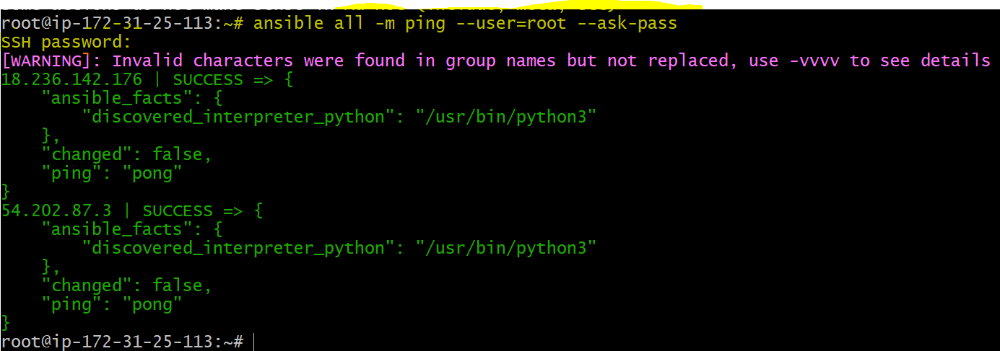 root@ip-172-31-25-113:~# ansible all -m ping --user=root --ask-pass
SSH password:
[WARNING]: Invalid characters were found in group names but not replaced, use -vvvv to see details
18.236.142.176 | SUCCESS => {
    "ansible_facts": {
        "discovered_interpreter_python": "/usr/bin/python3"
    },
    "changed": false,
    "ping": "pong"
}
54.202.87.3 | SUCCESS => {
    "ansible_facts": {
        "discovered_interpreter_python": "/usr/bin/python3"
    },
    "changed": false,
    "ping": "pong"
}
root@ip-172-31-25-113:~#